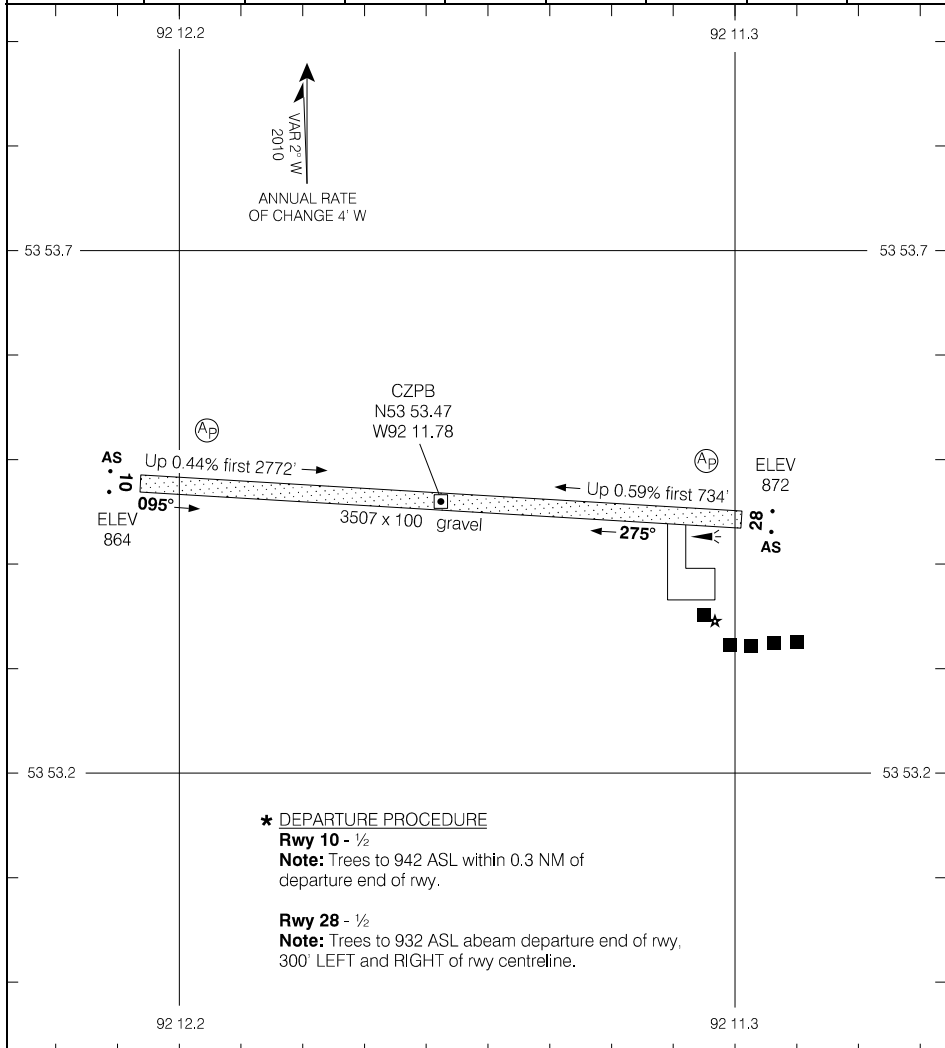 92 12.2
92 11.3
VAR 2° W
2010
ANNUAL RATE
OF CHANGE 4' W
53 53.7
53 53.7
CZPB
N53 53.47
W92 11.78
AP
AP
AS
Up 0.44% first 2772'
Up 0.59% first 734'
ELEV
872
10
095°
3507 x 100 gravel
275°
28
ELEV
864
AS
53 53.2
53 53.2
* DEPARTURE PROCEDURE
Rwy 10 - ½
Note: Trees to 942 ASL within 0.3 NM of
departure end of rwy.
Rwy 28 - ½
Note: Trees to 932 ASL abeam departure end of rwy,
300' LEFT and RIGHT of rwy centreline.
92 12.2
92 11.3